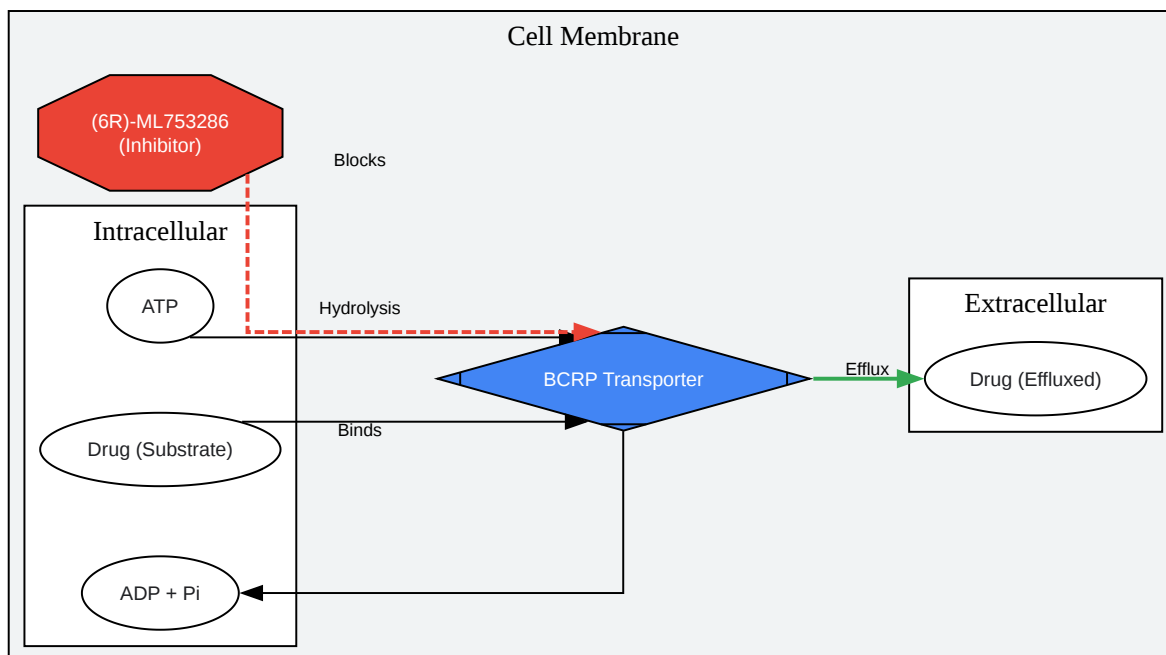 Cell Membrane
(6R)-ML753286
(Inhibitor)
Blocks
Intracellular
ATP
Hydrolysis
Extracellular
BCRP Transporter
Efflux
Drug (Effluxed)
Drug (Substrate)
Binds
ADP + Pi